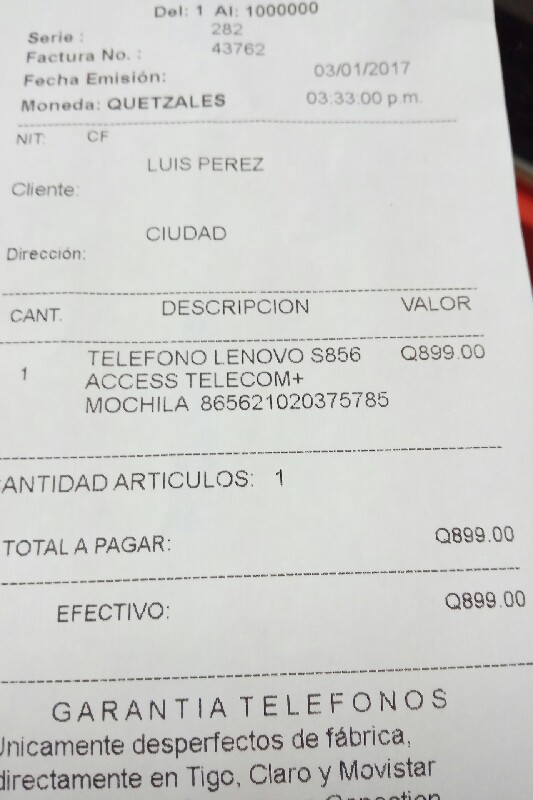 Del: 1 Al: 1000000
Serie : 282
Factura No. : 43762
Fecha Emisión: 03/01/2017
Moneda: QUETZALES 03:33:00 p.m.
NIT: CF
LUIS PEREZ
Cliente:
CIUDAD
Dirección:
CANT. DESCRIPCION VALOR
1 TELEFONO LENOVO S856 Q899.00
ACCESS TELECOM+
MOCHILA 865621020375785
CANTIDAD ARTICULOS: 1
TOTAL A PAGAR: Q899.00
EFECTIVO: Q899.00
GARANTIA TELEFONOS
Unicamente desperfectos de fábrica,
directamente en Tigo, Claro y Movistar